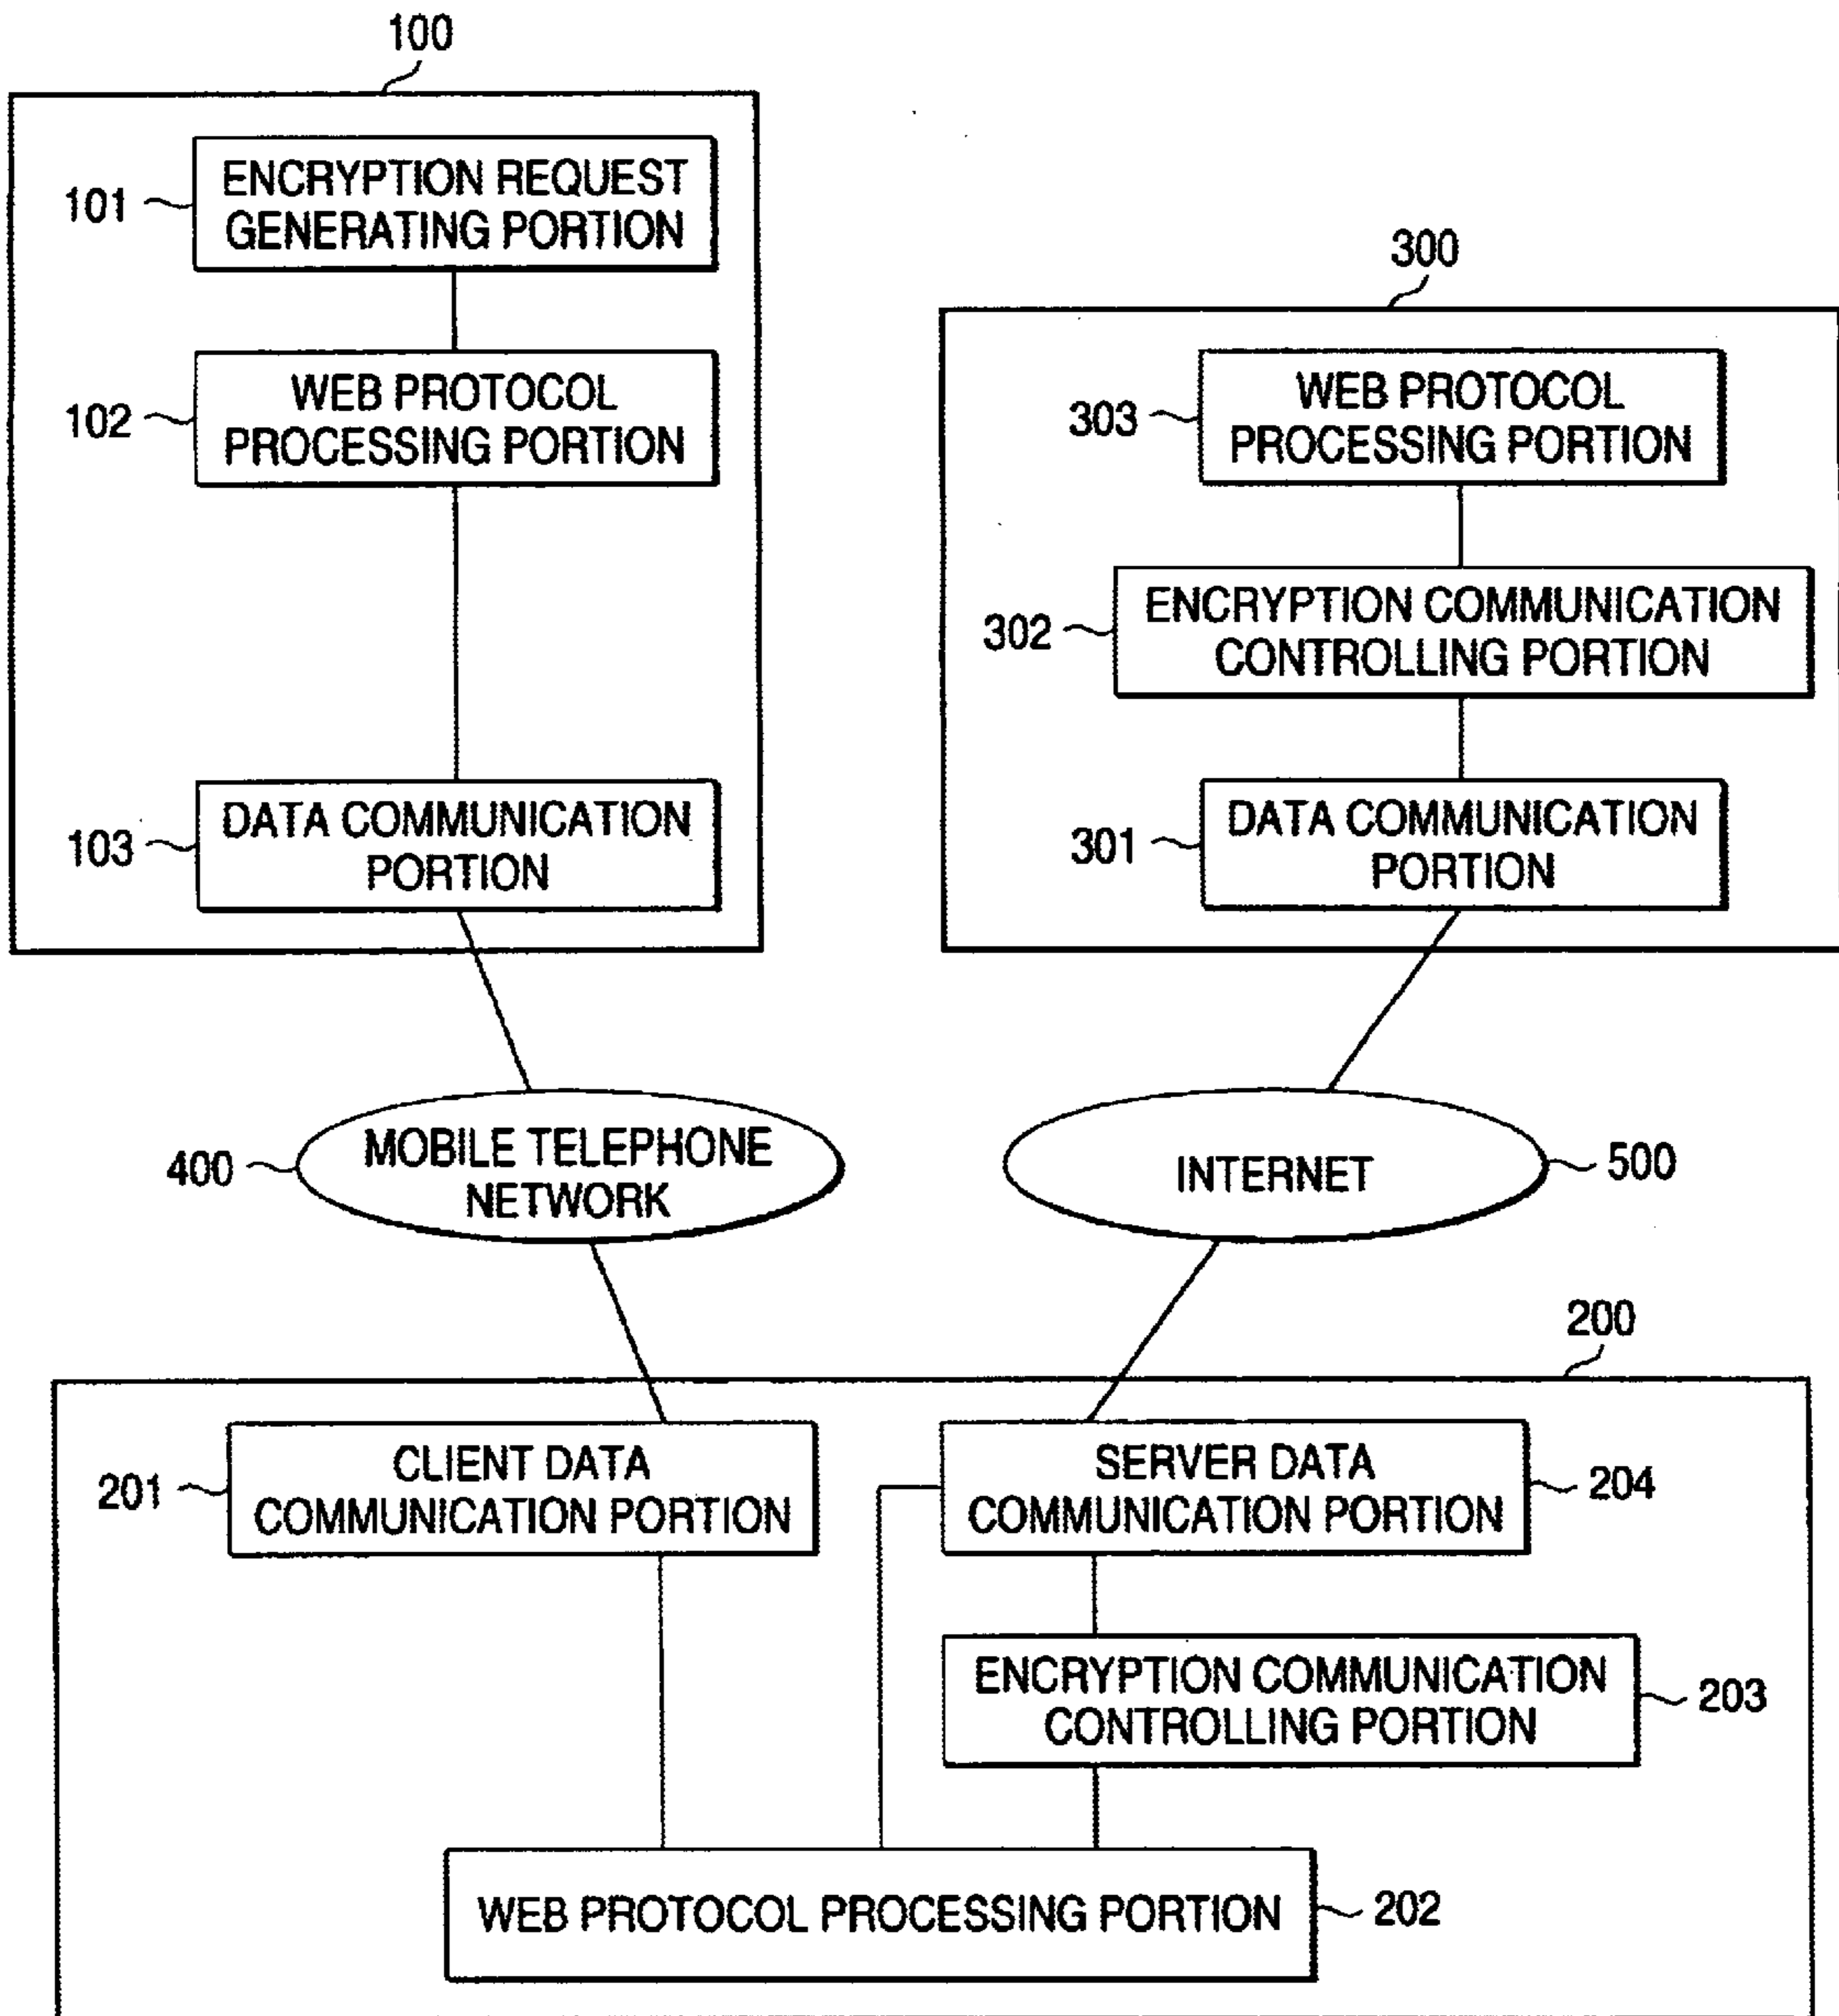 100
101
ENCRYPTION REQUEST
GENERATING PORTION
102
WEB PROTOCOL
PROCESSING PORTION
103
DATA COMMUNICATION
PORTION
300
303
WEB PROTOCOL
PROCESSING PORTION
302
ENCRYPTION COMMUNICATION
CONTROLLING PORTION
301
DATA COMMUNICATION
PORTION
400
MOBILE TELEPHONE
NETWORK
INTERNET
500
200
201
CLIENT DATA
COMMUNICATION PORTION
SERVER DATA
COMMUNICATION PORTION
204
ENCRYPTION COMMUNICATION
CONTROLLING PORTION
203
WEB PROTOCOL PROCESSING PORTION
202